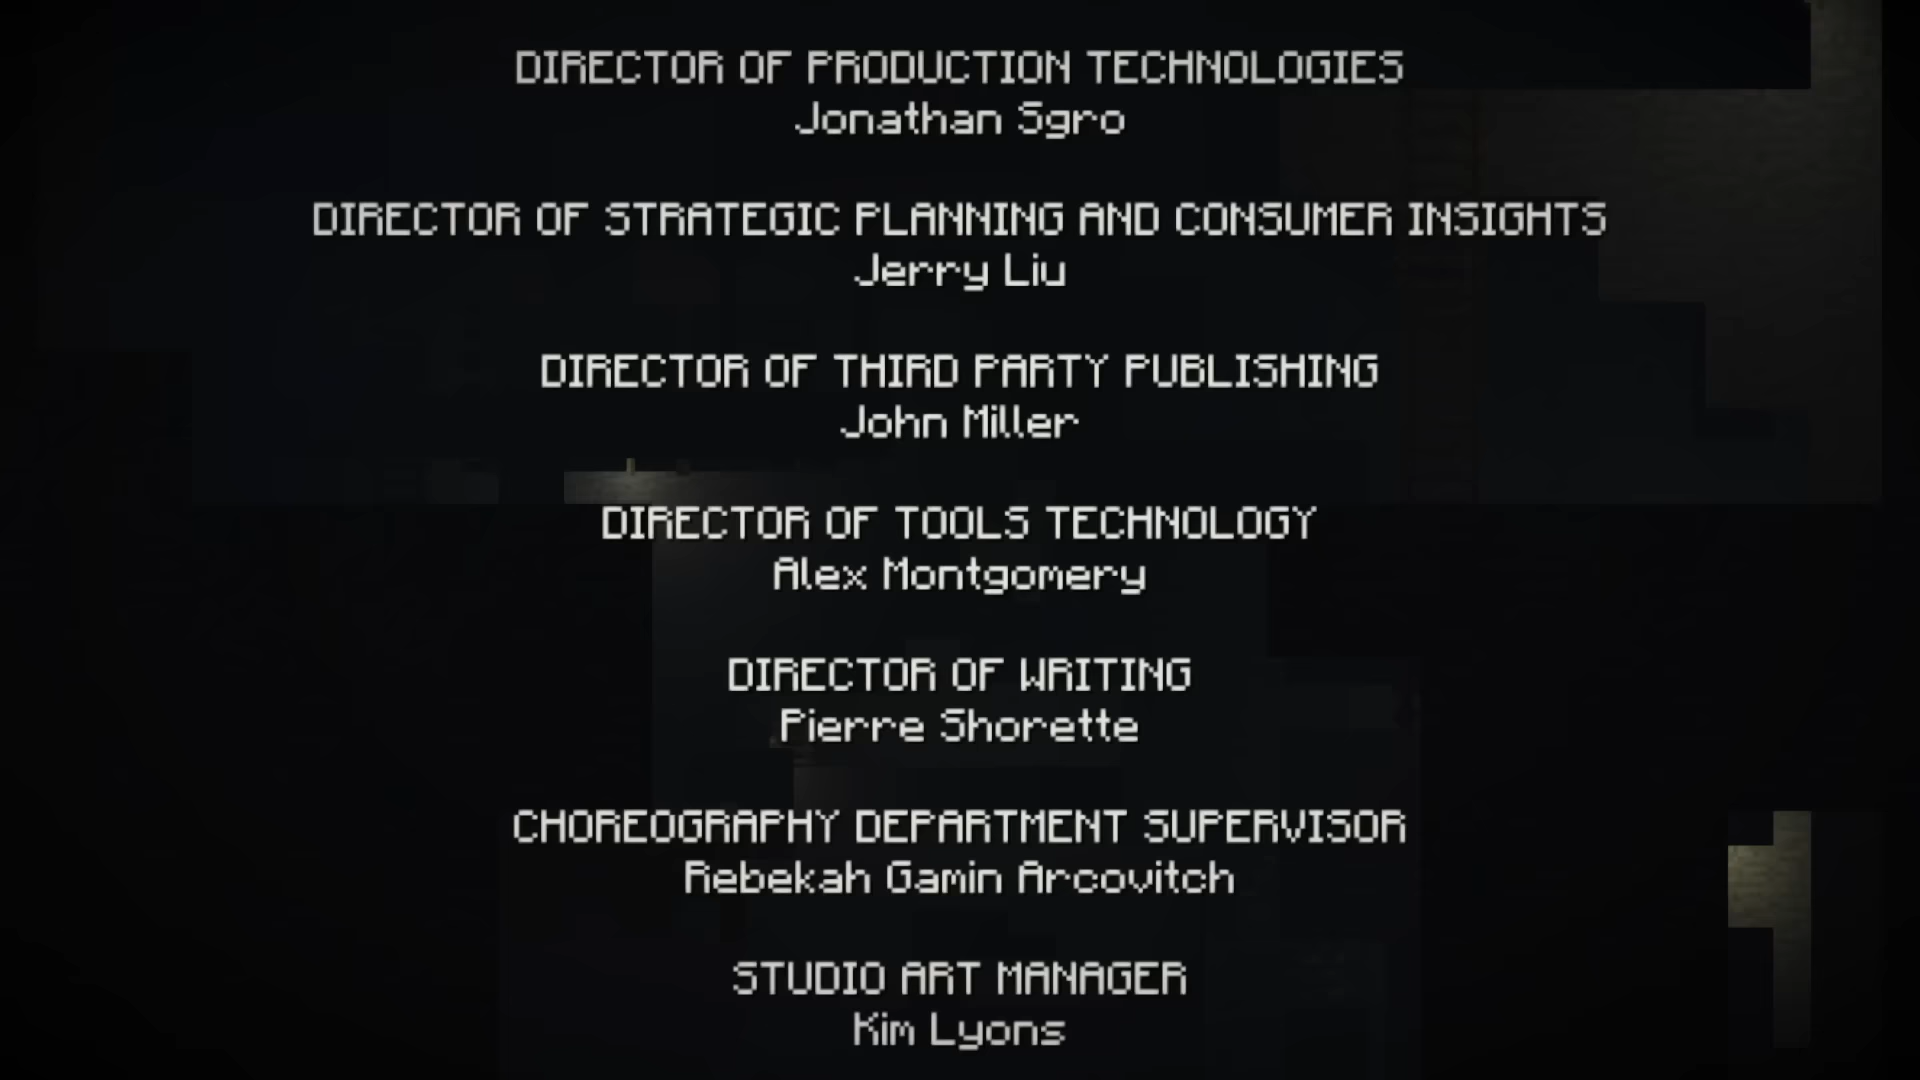 DIRECTOR OF PRODUCTION TECHNOLOGIES
Jonathan Sgro
DIRECTOR OF STRATEGIC PLANNING AND CONSUMER INSIGHTS
Jerry Liu
DIRECTOR OF THIRD PARTY PUBLISHING
John Miller
DIRECTOR OF TOOLS TECHNOLOGY
Alex Montgomery
DIRECTOR OF WRITING
Pierre Shorette
CHOREOGRAPHY DEPARTMENT SUPERVISOR
Rebekah Gamin Arcovitch
STUDIO ART MANAGER
Kim Lyons